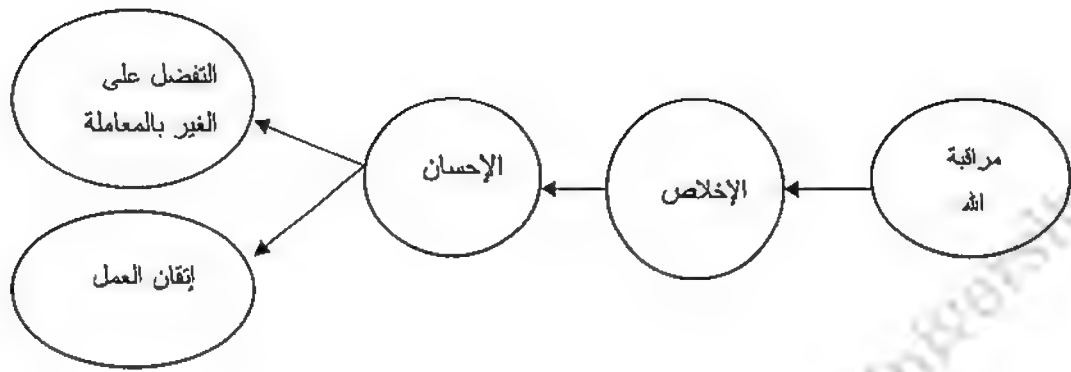 مراقبة
الله
الإخلاص
الإحسان
التفضل على
الغير بالمعاملة
إتقان العمل